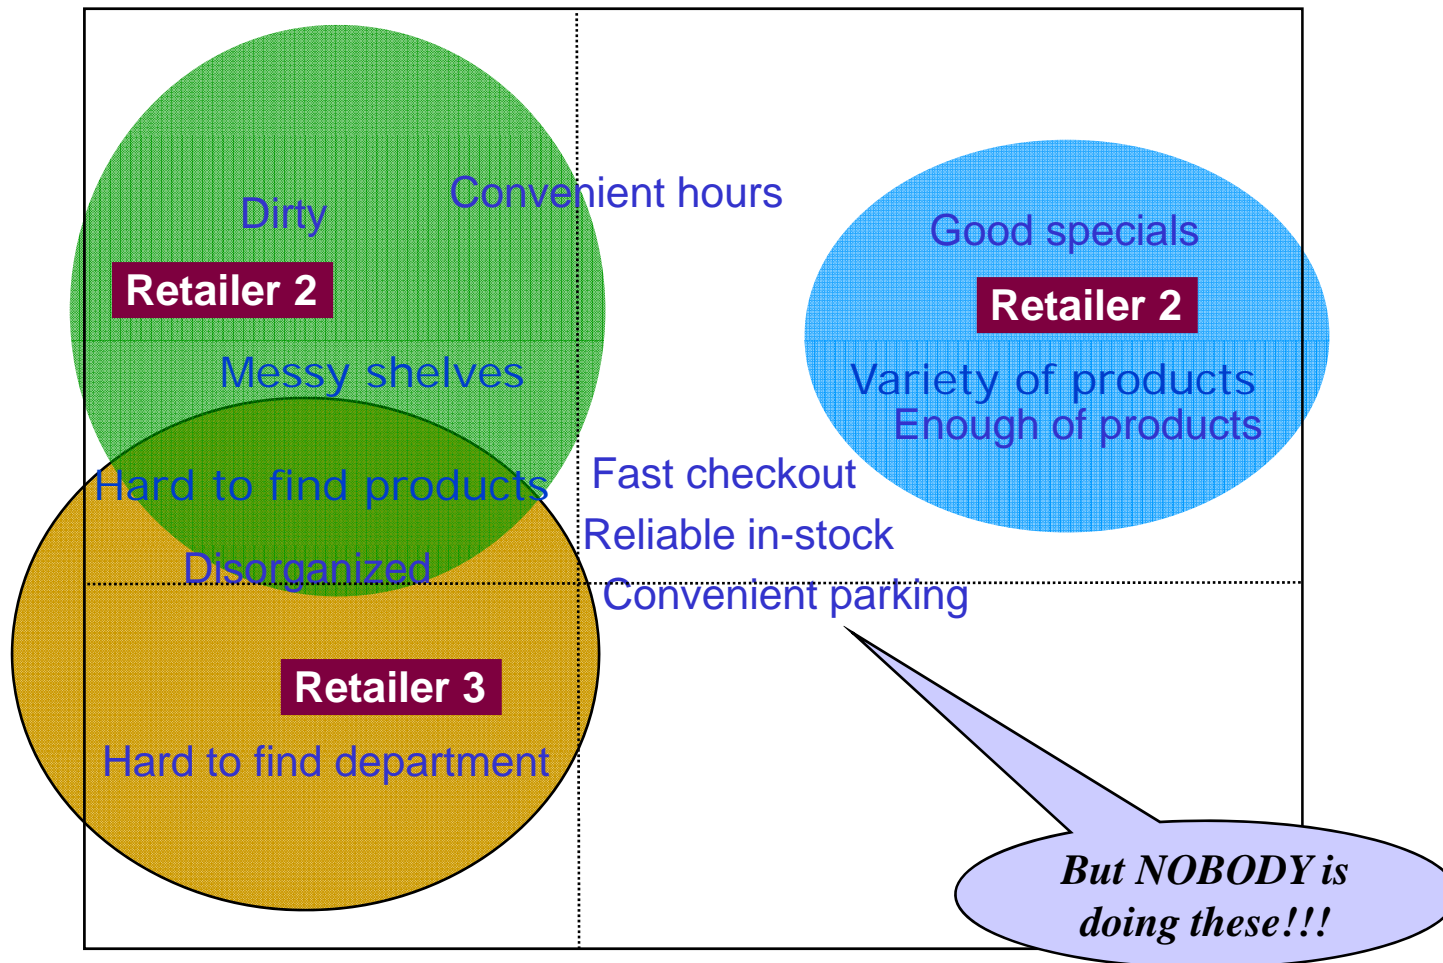 Convenient hours
Dirty
Good specials
Retailer 2
Retailer 2
Messy shelves
Variety of products
Enough of products
Hard to find products
Fast checkout
Reliable in-stock
Disorganized
Convenient parking
Retailer 3
Hard to find department
But NOBODY is
doing these!!!